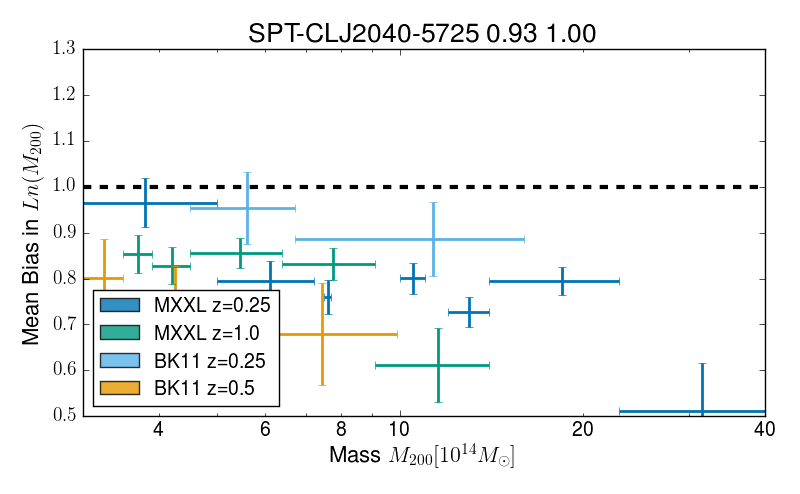 SPT-CLJ2040-5725 0.93 1.00
1.3
1.2
1.1
1.0
0.9
0.8
0.7
0.6
0.5
Mean Bias in Ln(M₂₀₀)
MXXL z=0.25
MXXL z=1.0
BK11 z=0.25
BK11 z=0.5
4 6 8 10 20 40
Mass M₂₀₀[10¹⁴M☉]